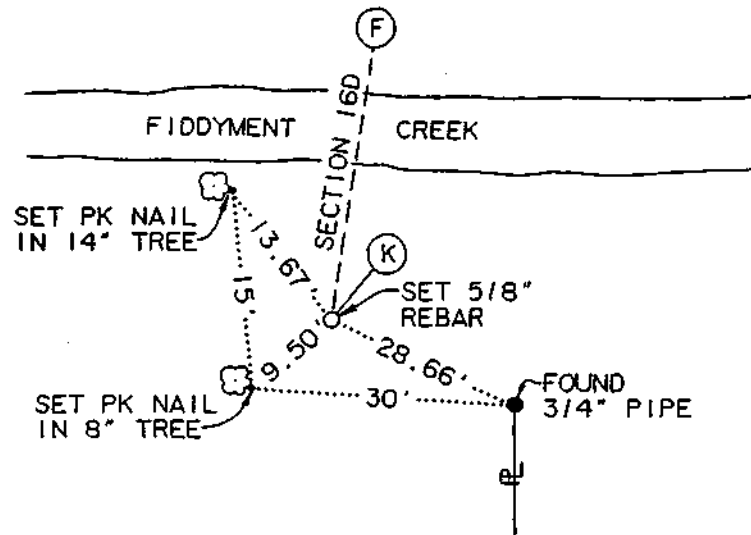 F
FIDDYMENT CREEK
SECTION 16D
SET PK NAIL
IN 14" TREE
13.67'
K
SET 5/8"
REBAR
15'
9.50'
28.66'
SET PK NAIL
IN 8" TREE
30'
FOUND
3/4" PIPE
PL